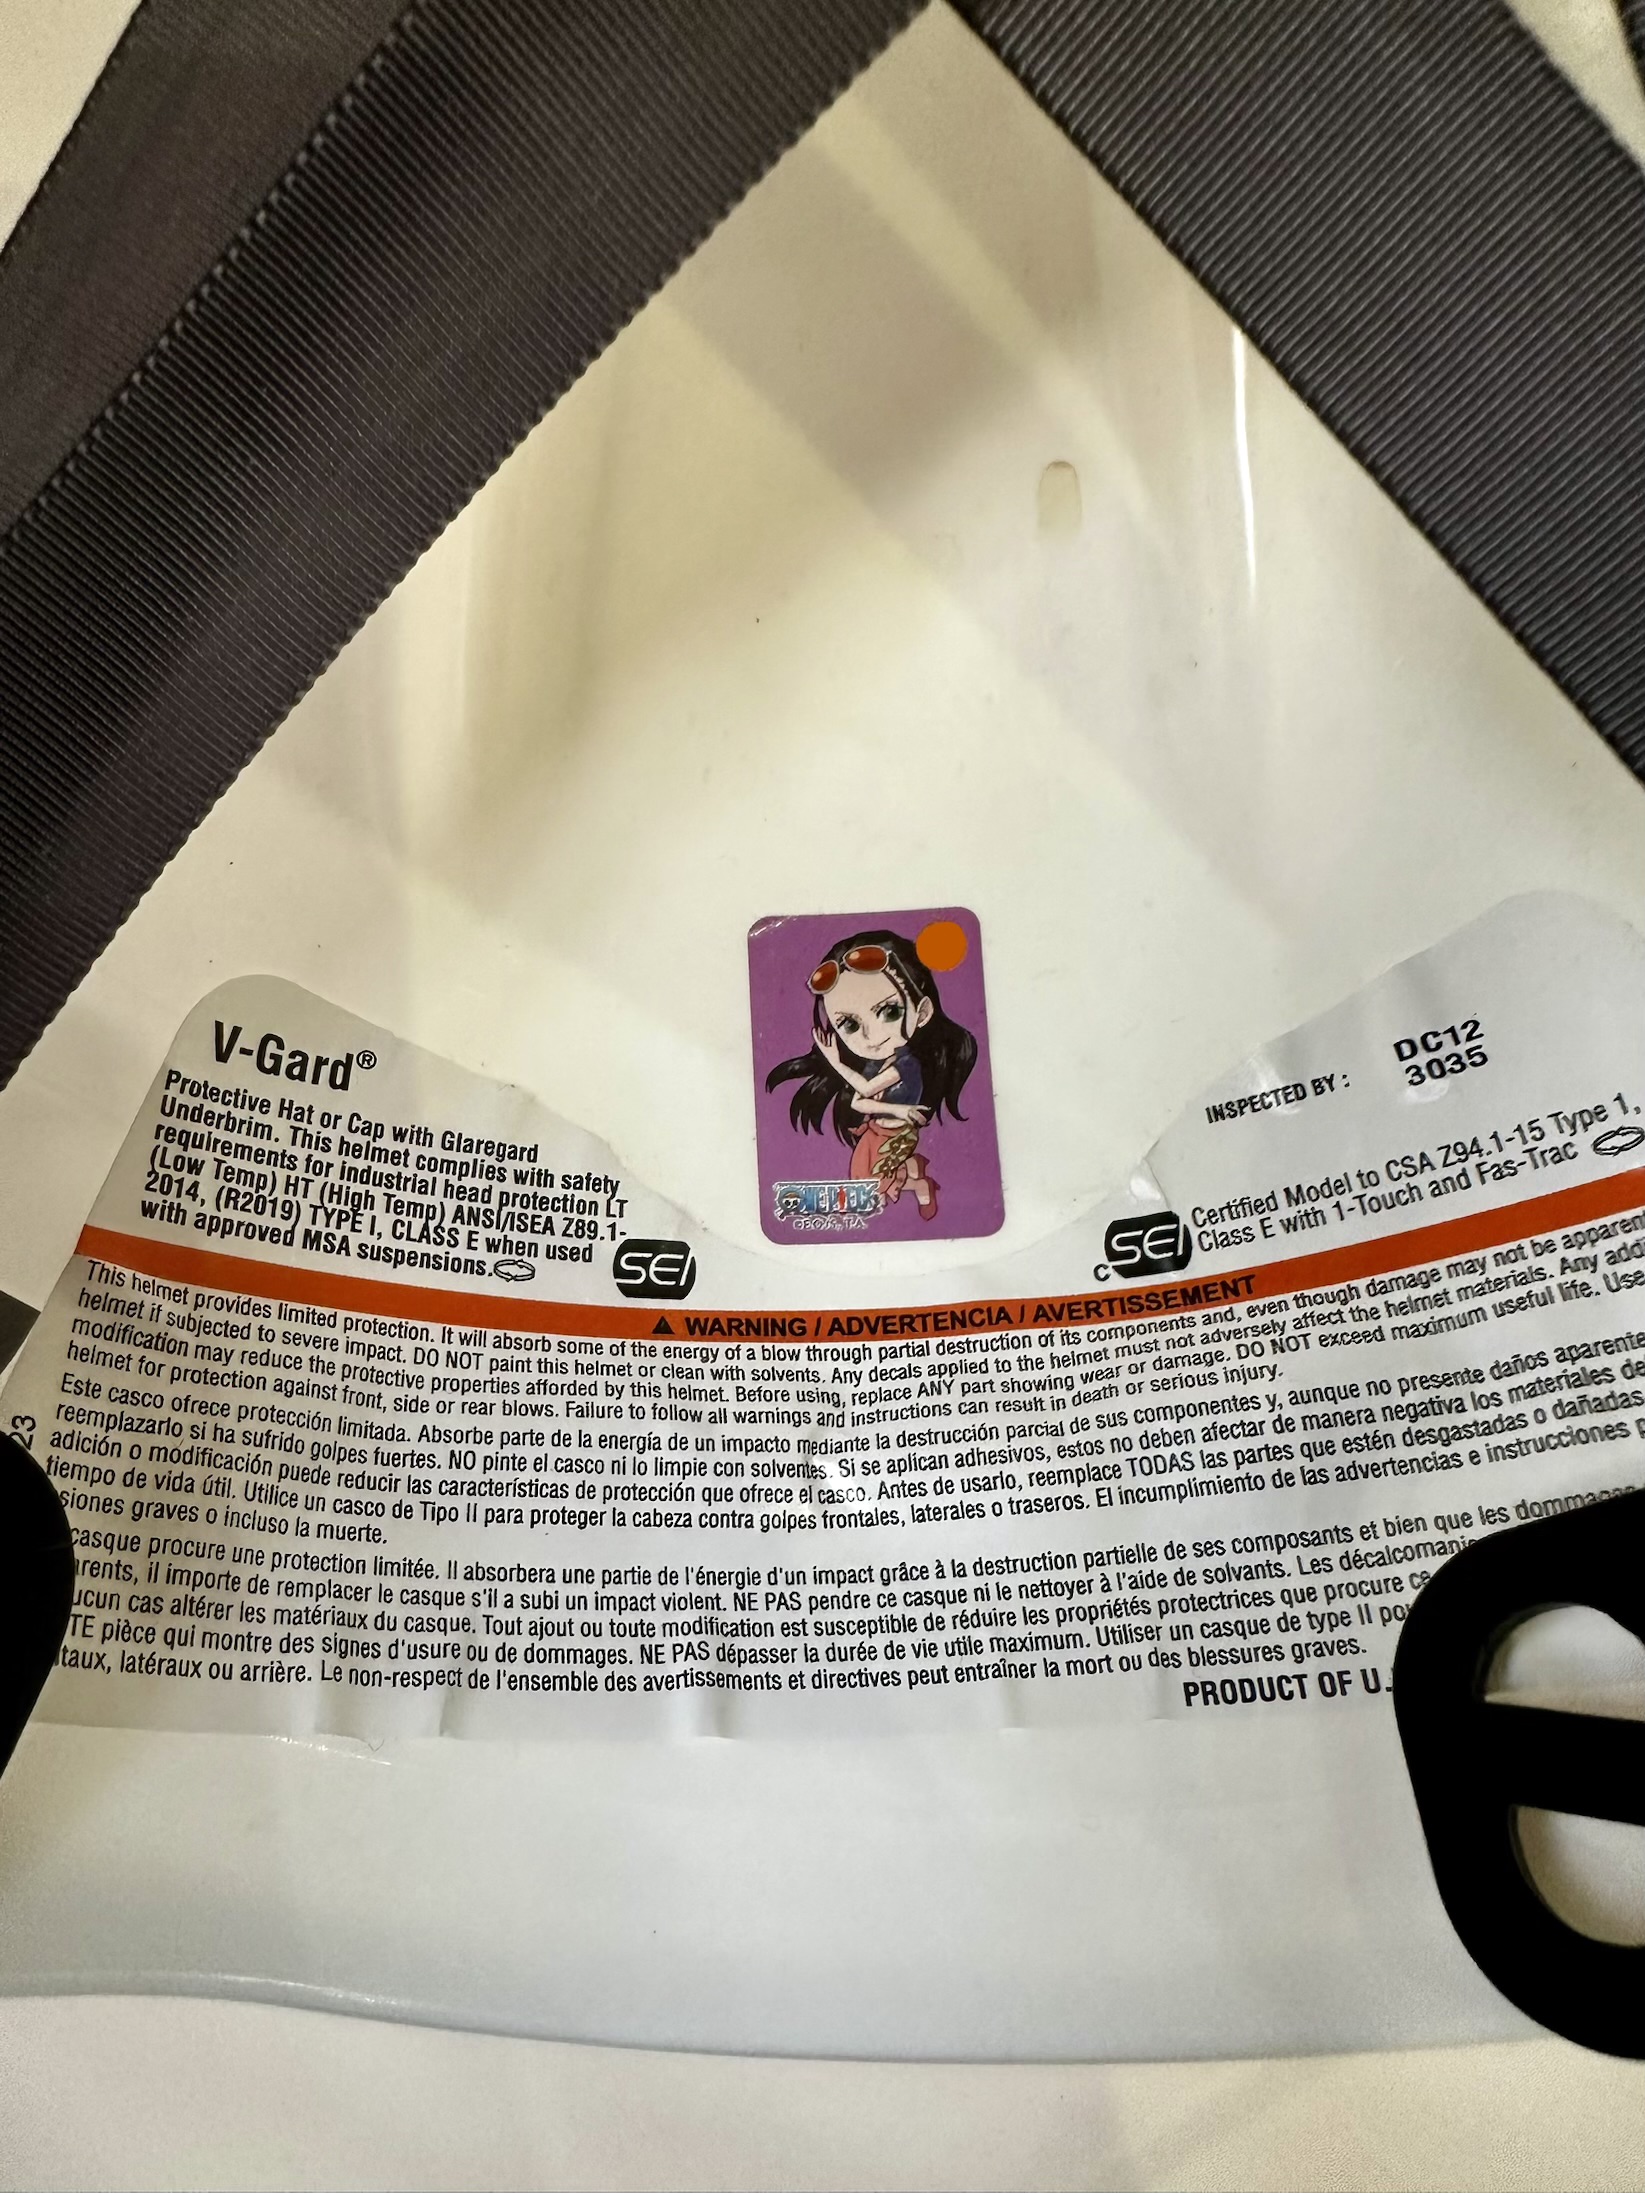 V-Gard®
Protective Hat or Cap with Glaregard
Underbrim. This helmet complies with safety
requirements for industrial head protection LT
(Low Temp) HT (High Temp) ANSI/ISEA Z89.1-
2014, (R2019) TYPE I, CLASS E when used
with approved MSA suspensions.
SEI
ONE PIECE
INSPECTED BY :
DC12
3035
Certified Model to CSA Z94.1-15 Type 1,
Class E with 1-Touch and Fas-Trac
C SEI
WARNING / ADVERTENCIA / AVERTISSEMENT
This helmet provides limited protection. It will absorb some of the energy of a blow through partial destruction of its components and, even though damage may not be apparent
helmet if subjected to severe impact. DO NOT paint this helmet or clean with solvents. Any decals applied to the helmet must not adversely affect the helmet materials. Any addi
modification may reduce the protective properties afforded by this helmet. Before using, replace ANY part showing wear or damage. DO NOT exceed maximum useful life. Use
helmet for protection against front, side or rear blows. Failure to follow all warnings and instructions can result in death or serious injury.
Este casco ofrece protección limitada. Absorbe parte de la energía de un impacto mediante la destrucción parcial de sus componentes y, aunque no presente daños aparente
reemplazarlo si ha sufrido golpes fuertes. NO pinte el casco ni lo limpie con solventes. Si se aplican adhesivos, estos no deben afectar de manera negativa los materiales de
adición o modificación puede reducir las características de protección que ofrece el casco. Antes de usarlo, reemplace TODAS las partes que estén desgastadas o dañadas
tiempo de vida útil. Utilice un casco de Tipo II para proteger la cabeza contra golpes frontales, laterales o traseros. El incumplimiento de las advertencias e instrucciones p
siones graves o incluso la muerte.
casque procure une protection limitée. Il absorbera une partie de l'énergie d'un impact grâce à la destruction partielle de ses composants et bien que les dommages
rents, il importe de remplacer le casque s'il a subi un impact violent. NE PAS pendre ce casque ni le nettoyer à l'aide de solvants. Les décalcomanie
ucun cas altérer les matériaux du casque. Tout ajout ou toute modification est susceptible de réduire les propriétés protectrices que procure ce
TE pièce qui montre des signes d'usure ou de dommages. NE PAS dépasser la durée de vie utile maximum. Utiliser un casque de type II pou
taux, latéraux ou arrière. Le non-respect de l'ensemble des avertissements et directives peut entraîner la mort ou des blessures graves.
PRODUCT OF U.
23